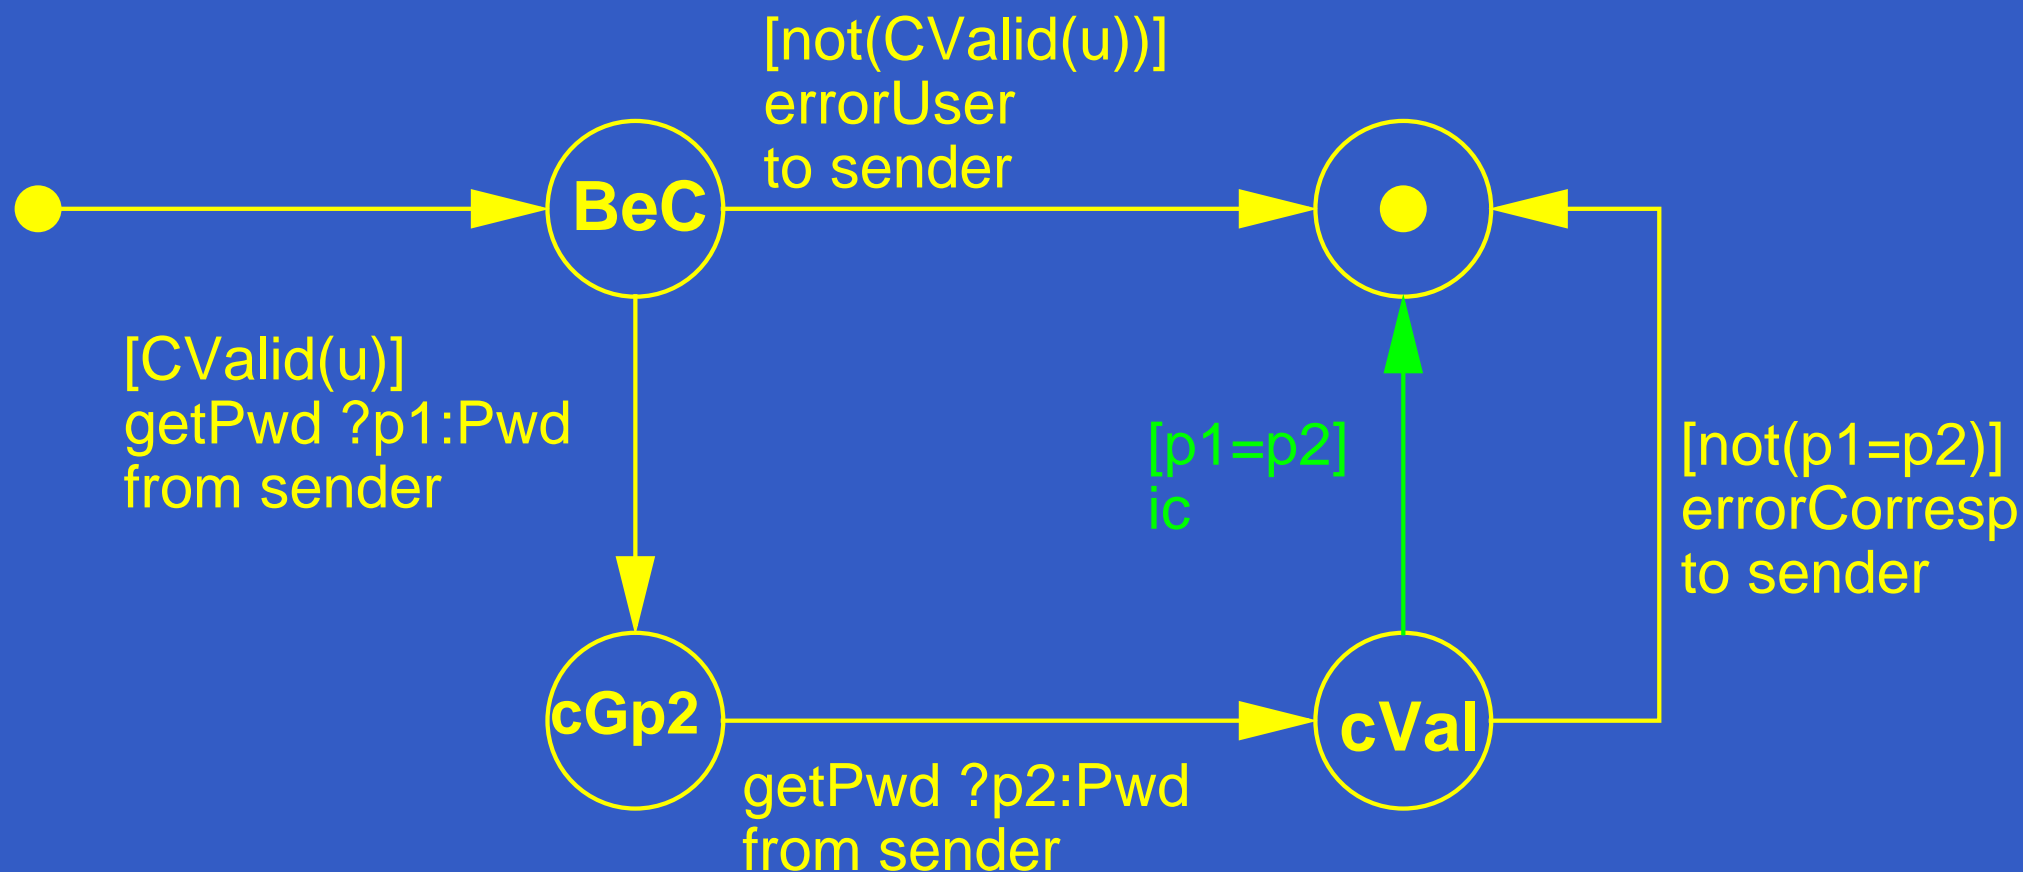 [not(CValid(u))]
errorUser
to sender
BeC
[CValid(u)]
getPwd ?p1:Pwd
from sender
[p1=p2]
ic
[not(p1=p2)]
errorCorresp
to sender
cGp2
cVal
getPwd ?p2:Pwd
from sender